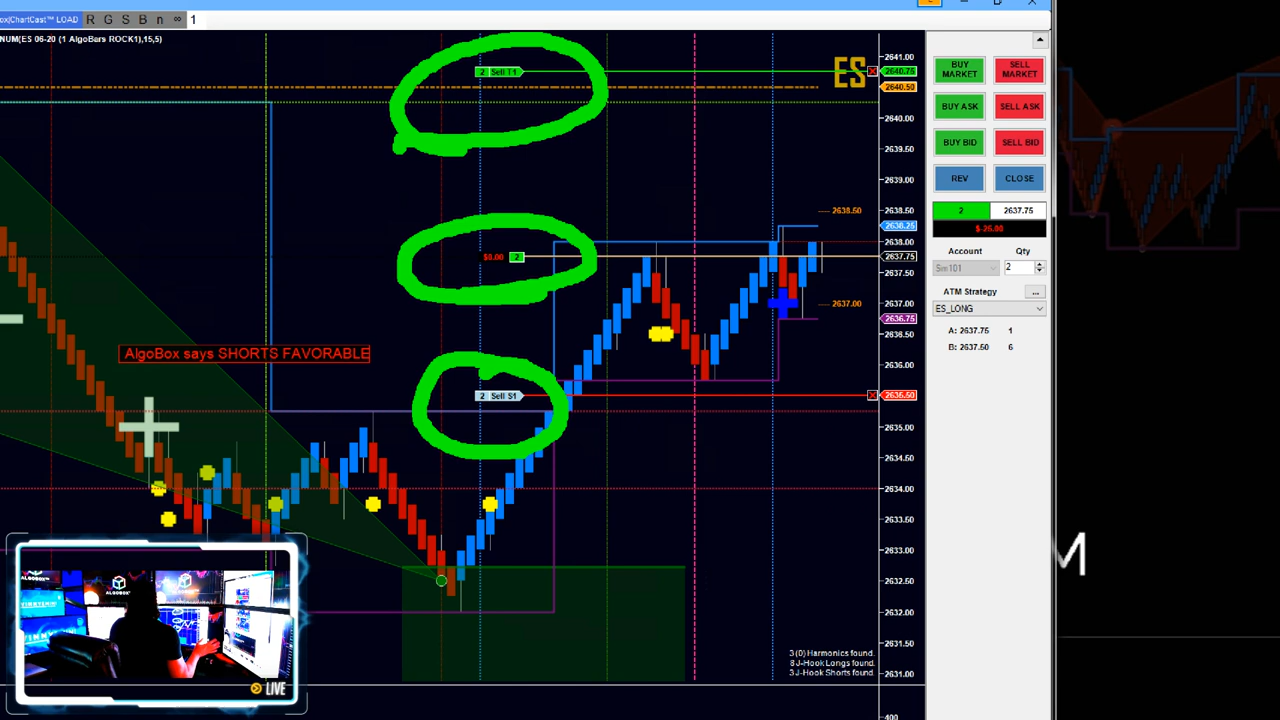 ox|ChartCast™ LOAD R G S B n ∞ 1
NUM(ES 06-20 (1 AlgoBars ROCK1),15,5)
ES
2 Sell T1
$0.00 2
2 Sell S1
AlgoBox says SHORTS FAVORABLE
2638.50
2637.00
2641.00
2640.75
2640.50
2640.00
2639.50
2639.00
2638.50
2638.25
2638.00
2637.75
2637.50
2637.00
2636.75
2636.50
2636.00
2635.50
2635.00
2634.50
2634.00
2633.50
2633.00
2632.50
2632.00
2631.50
2631.00
400
3 (0) Harmonics found.
8 J-Hook Longs found.
3 J-Hook Shorts found.
BUY MARKET
SELL MARKET
BUY ASK
SELL ASK
BUY BID
SELL BID
REV
CLOSE
2 2637.75
$ -25.00
Account
Qty
Sim101
2
ATM Strategy
...
ES_LONG
A: 2637.75 1
B: 2637.50 6
M
ALGOBOX
ALGOBOX
LIVE